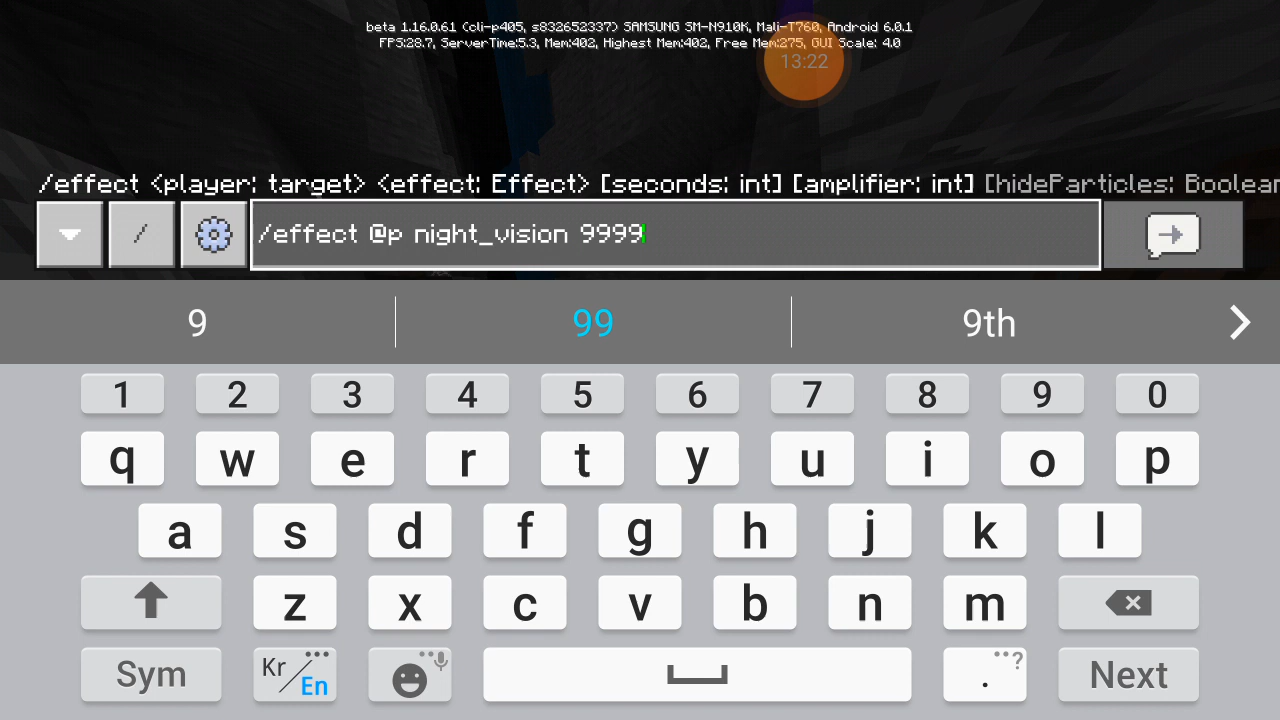 beta 1.16.0.61 (cli-p405, s832652337) SAMSUNG SM-N910K, Mali-T760, Android 6.0.1
FPS:28.7, ServerTime:5.3, Mem:402, Highest Mem:402, Free Mem:275, GUI Scale: 4.0
13:22
/effect <player: target> <effect: Effect> [seconds: int] [amplifier: int] [hideParticles: Boolean
/
/effect @p night_vision 9999
9 99 9th
1 2 3 4 5 6 7 8 9 0
q w e r t y u i o p
a s d f g h j k l
z x c v b n m
Sym Kr/En . ? Next